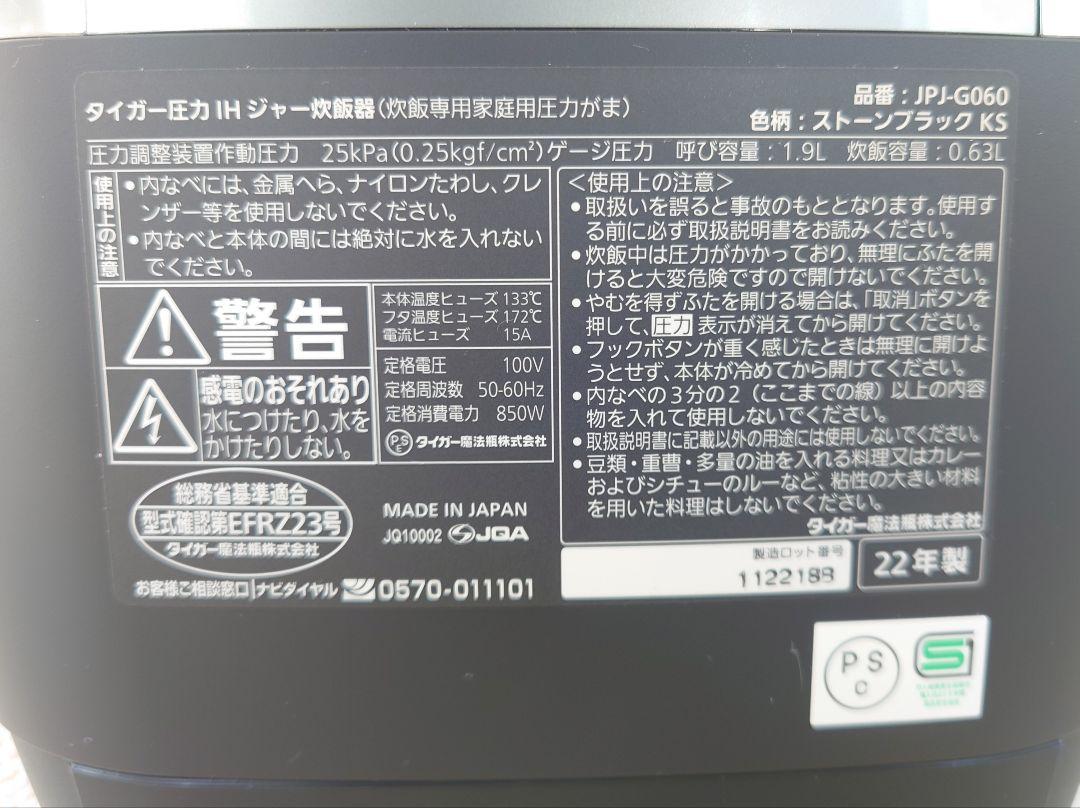 タイガー圧力IHジャー炊飯器(炊飯専用家庭用圧力がま)
品番:JPJ-G060
色柄:ストーンブラックKS
圧力調整装置作動圧力 25kPa(0.25kgf/cm²)ゲージ圧力 呼び容量:1.9L 炊飯容量:0.63L
使用上の注意
•内なべには、金属へら、ナイロンたわし、クレ
ンザー等を使用しないでください。
•内なべと本体の間には絶対に水を入れない
でください。
警告
感電のおそれあり
水につけたり、水を
かけたりしない。
本体温度ヒューズ 133℃
フタ温度ヒューズ 172℃
電流ヒューズ 15A
定格電圧 100V
定格周波数 50-60Hz
定格消費電力 850W
PSE タイガー魔法瓶株式会社
総務省基準適合
型式確認第EFRZ23号
タイガー魔法瓶株式会社
MADE IN JAPAN
JQ10002 JQA
お客様ご相談窓口 ナビダイヤル 0570-011101
<使用上の注意>
•取扱いを誤ると事故のもととなります。使用す
る前に必ず取扱説明書をお読みください。
•炊飯中は圧力がかかっており、無理にふたを開
けると大変危険ですので開けないでください。
•やむを得ずふたを開ける場合は、「取消」ボタンを
押して、圧力 表示が消えてから開けてください。
•フックボタンが重く感じたときは無理に開けよ
うとせず、本体が冷めてから開けてください。
•内なべの3分の2(ここまでの線)以上の内容
物を入れて使用しないでください。
•取扱説明書に記載以外の用途には使用しないでください。
•豆類・重曹・多量の油を入れる料理又はカレー
およびシチューのルーなど、粘性の大きい材料
を用いた料理はしないでください。
タイガー魔法瓶株式会社
製造ロット番号
112218B
22年製
PS
C
S